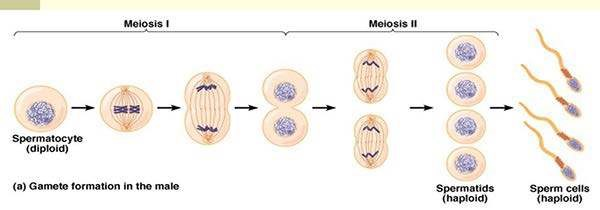 Meiosis I
Meiosis II
Spermatocyte
(diploid)
Spermatids
(haploid)
Sperm cells
(haploid)
(a) Gamete formation in the male